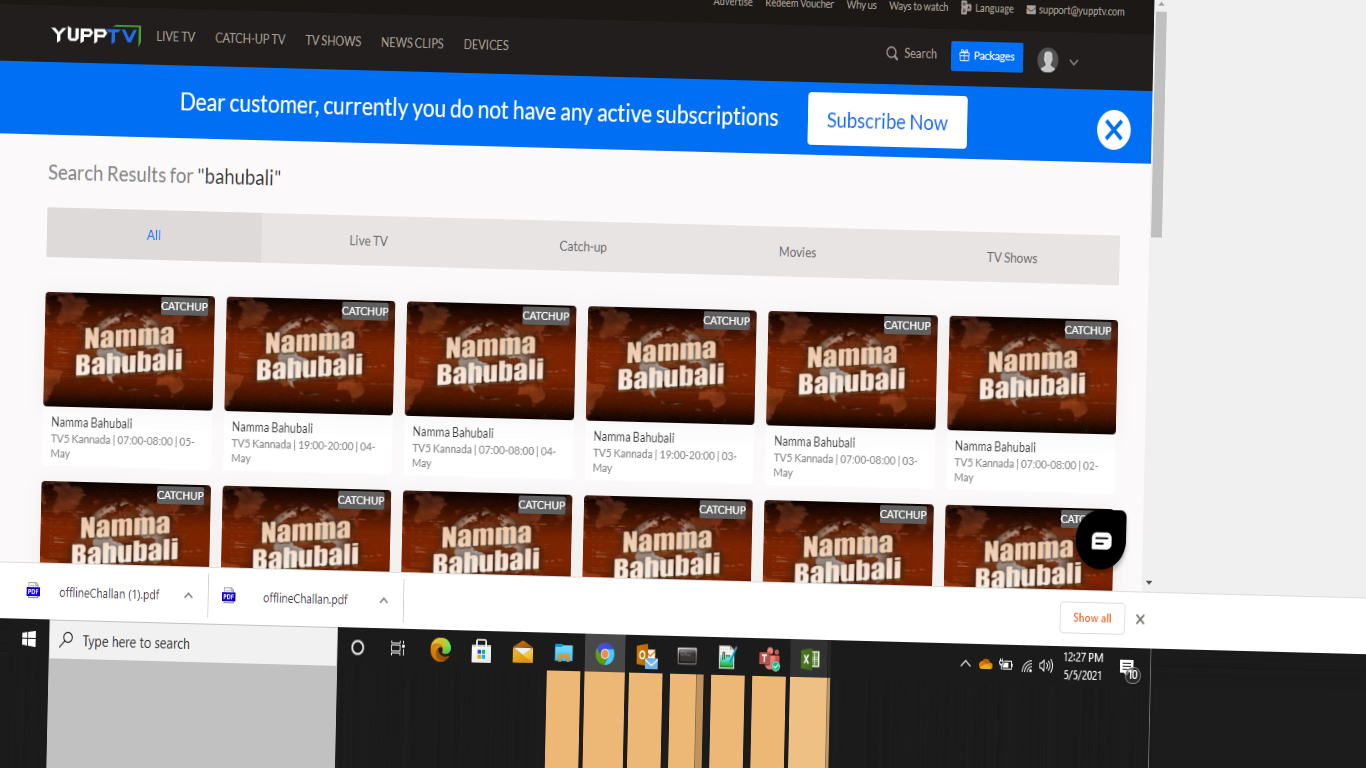 Advertise Redeem Voucher Why us Ways to watch Language support@yupptv.com
YUPPTV LIVE TV CATCH-UP TV TV SHOWS NEWS CLIPS DEVICES Search Packages
Dear customer, currently you do not have any active subscriptions Subscribe Now
Search Results for "bahubali"
All Live TV Catch-up Movies TV Shows
CATCHUP CATCHUP CATCHUP CATCHUP CATCHUP CATCHUP
Namma Namma Namma Namma Namma Namma
Bahubali Bahubali Bahubali Bahubali Bahubali Bahubali
Namma Bahubali Namma Bahubali Namma Bahubali Namma Bahubali Namma Bahubali Namma Bahubali
TV5 Kannada | 07:00-08:00 | 05- TV5 Kannada | 19:00-20:00 | 04- TV5 Kannada | 07:00-08:00 | 04- TV5 Kannada | 19:00-20:00 | 03- TV5 Kannada | 07:00-08:00 | 03- TV5 Kannada | 07:00-08:00 | 02-
May May May May May May
CATCHUP CATCHUP CATCHUP CATCHUP CATCHUP CAT
Namma Namma Namma Namma Namma Namma
Bahubali Bahubali Bahubali Bahubali Bahubali Bahubali
PDF offlineChallan (1).pdf PDF offlineChallan.pdf Show all
Type here to search 12:27 PM
5/5/2021 10